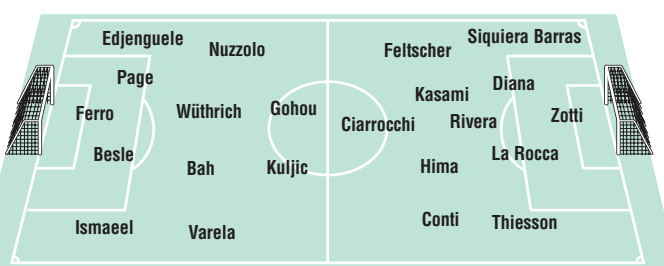 Edjenguele
Nuzzolo
Page
Ferro
Wüthrich
Gohou
Besle
Bah
Kuljic
Ismaeel
Varela
Feltscher
Siquiera Barras
Kasami
Diana
Ciarrocchi
Rivera
Zotti
Hima
La Rocca
Conti
Thiesson